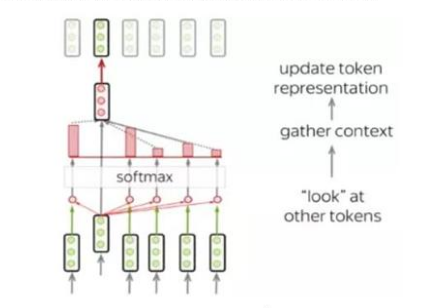 update token
representation
gather context
softmax
"look" at
other tokens